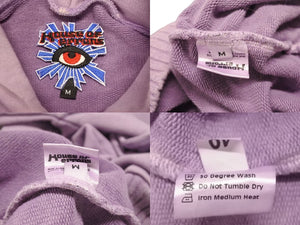 HOUSE OF
ERRORS
M
M
HOUSE OF
ERRORS
M
30 Degree Wash
Do Not Tumble Dry
Iron Medium Heat